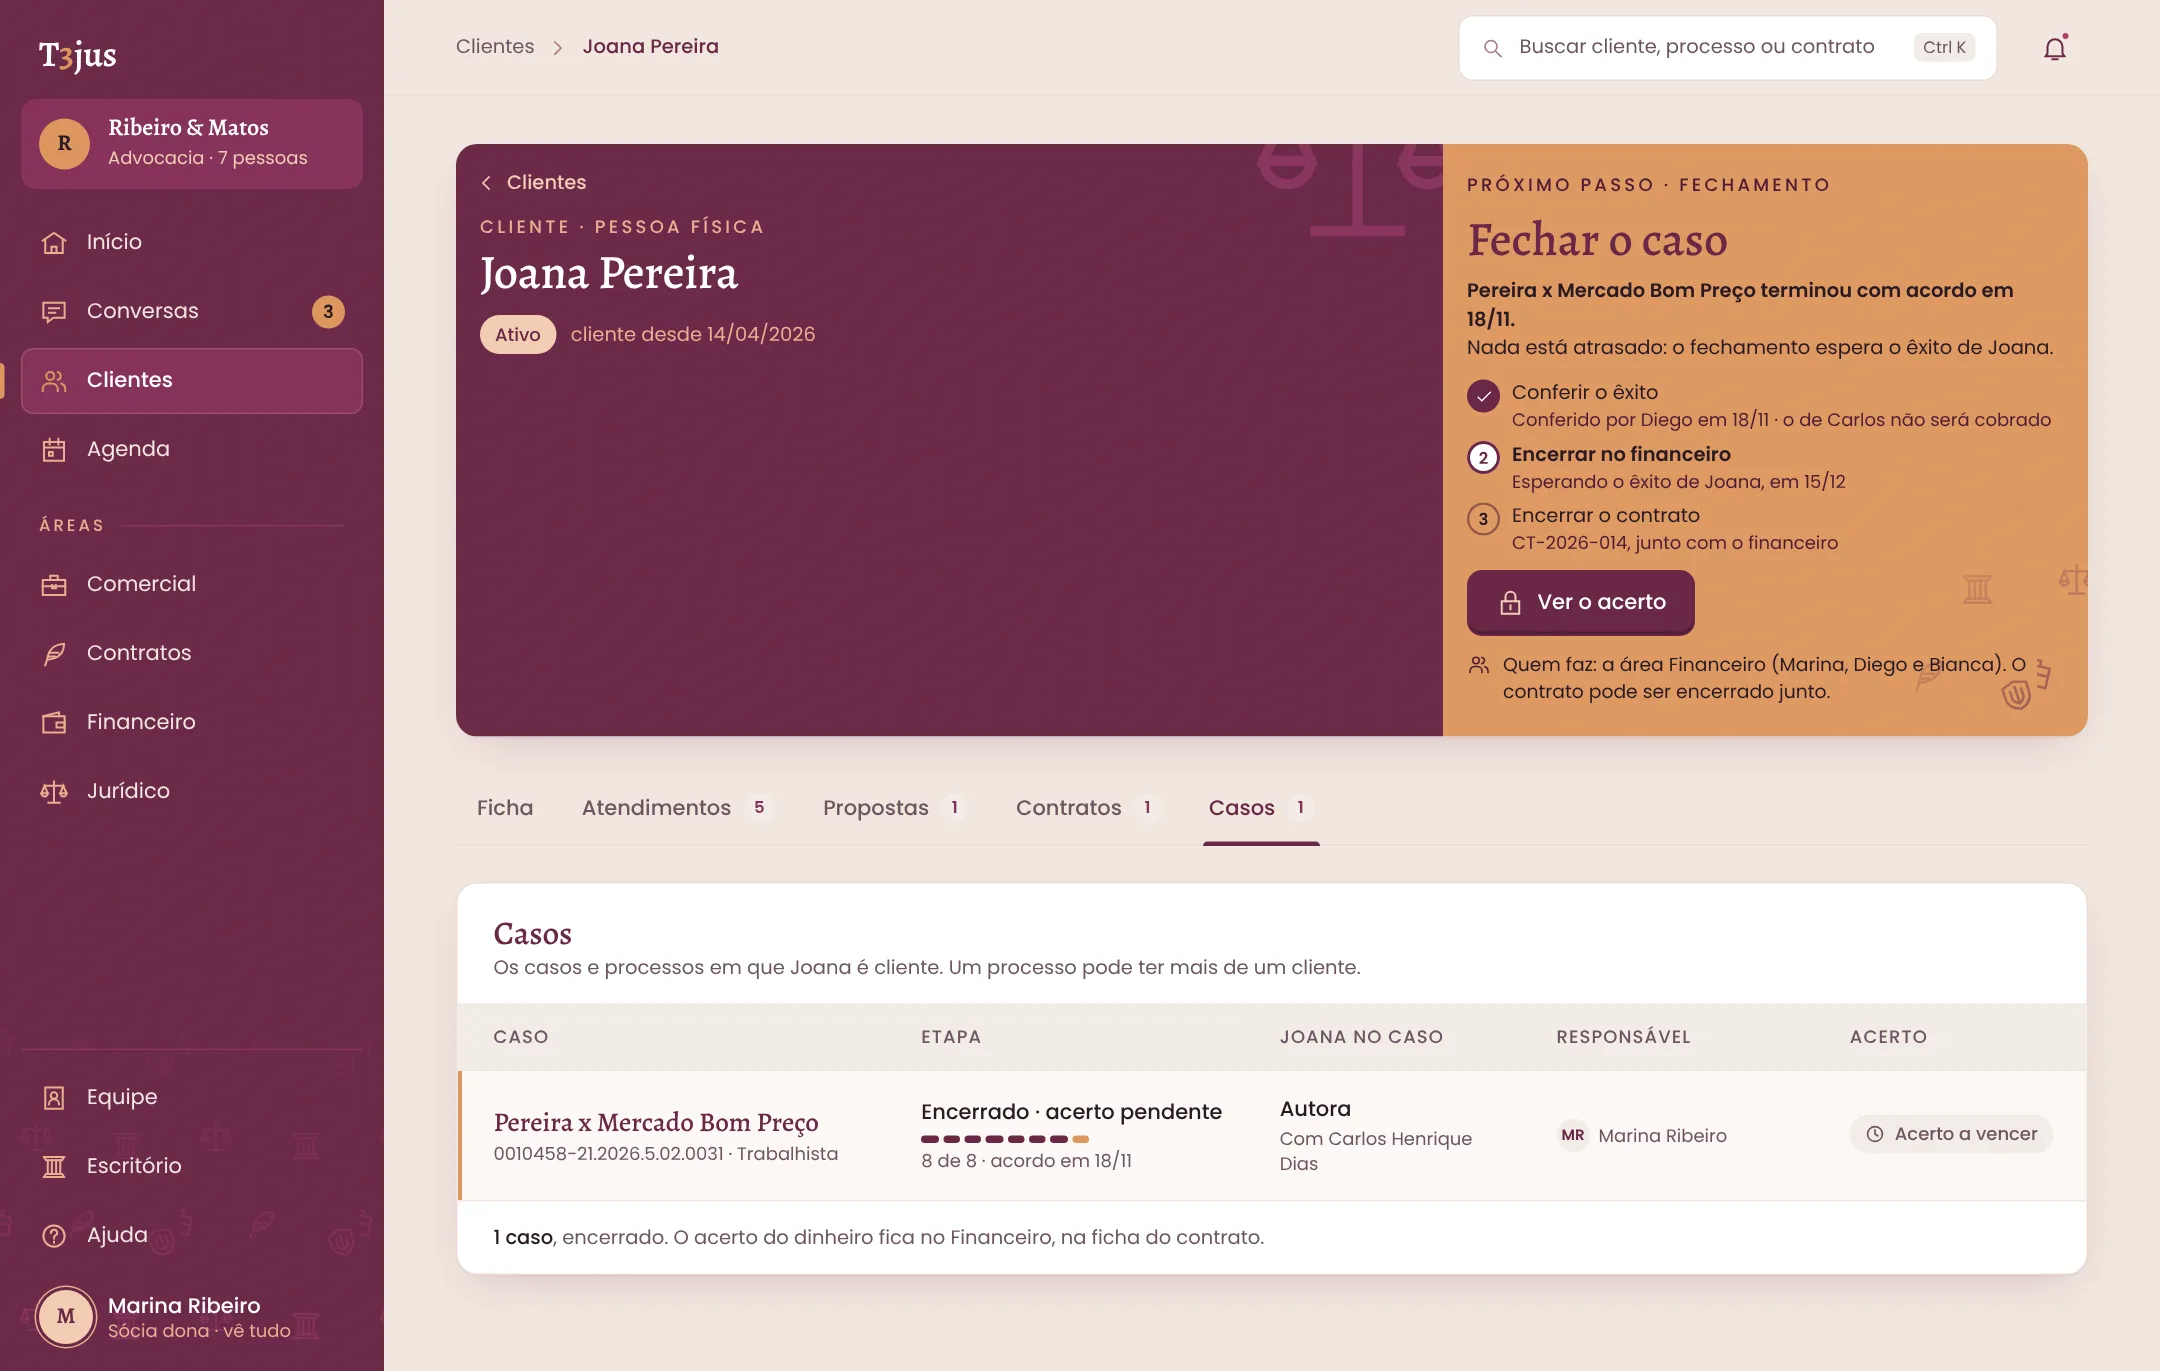 T3jus
R
Ribeiro & Matos
Advocacia · 7 pessoas
Início
Conversas 3
Clientes
Agenda
ÁREAS
Comercial
Contratos
Financeiro
Jurídico
Equipe
Escritório
Ajuda
M
Marina Ribeiro
Sócia dona · vê tudo
Clientes > Joana Pereira
Buscar cliente, processo ou contrato Ctrl K
Clientes
CLIENTE · PESSOA FÍSICA
Joana Pereira
Ativo cliente desde 14/04/2026
PRÓXIMO PASSO · FECHAMENTO
Fechar o caso
Pereira x Mercado Bom Preço terminou com acordo em
18/11.
Nada está atrasado: o fechamento espera o êxito de Joana.
Conferir o êxito
Conferido por Diego em 18/11 · o de Carlos não será cobrado
2 Encerrar no financeiro
Esperando o êxito de Joana, em 15/12
3 Encerrar o contrato
CT-2026-014, junto com o financeiro
Ver o acerto
Quem faz: a área Financeiro (Marina, Diego e Bianca). O
contrato pode ser encerrado junto.
Ficha Atendimentos 5 Propostas 1 Contratos 1 Casos 1
Casos
Os casos e processos em que Joana é cliente. Um processo pode ter mais de um cliente.
CASO ETAPA JOANA NO CASO RESPONSÁVEL ACERTO
Pereira x Mercado Bom Preço
0010458-21.2026.5.02.0031 · Trabalhista
Encerrado · acerto pendente
8 de 8 · acordo em 18/11
Autora
Com Carlos Henrique
Dias
MR Marina Ribeiro
Acerto a vencer
1 caso, encerrado. O acerto do dinheiro fica no Financeiro, na ficha do contrato.